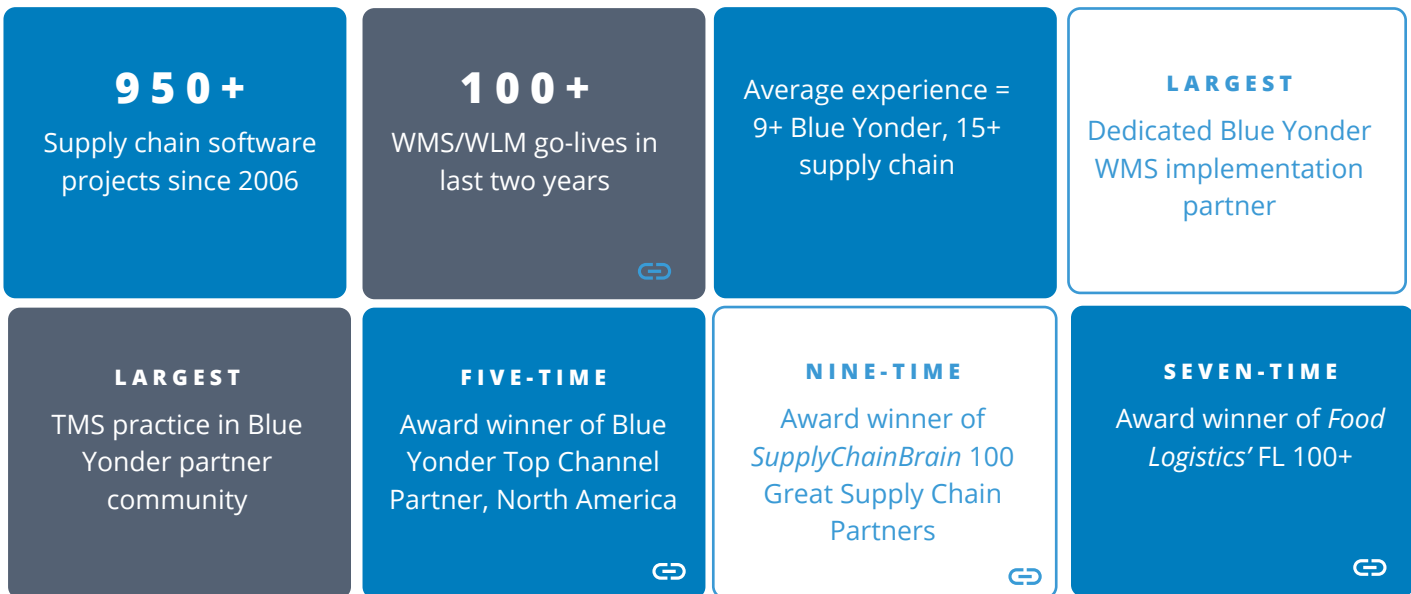 950+
Supply chain software
projects since 2006
100+
WMS/WLM go-lives in
last two years
Average experience =
9+ Blue Yonder, 15+
supply chain
LARGEST
Dedicated Blue Yonder
WMS implementation
partner
LARGEST
TMS practice in Blue
Yonder partner
community
FIVE-TIME
Award winner of Blue
Yonder Top Channel
Partner, North America
NINE-TIME
Award winner of
SupplyChainBrain 100
Great Supply Chain
Partners
SEVEN-TIME
Award winner of Food
Logistics’ FL 100+